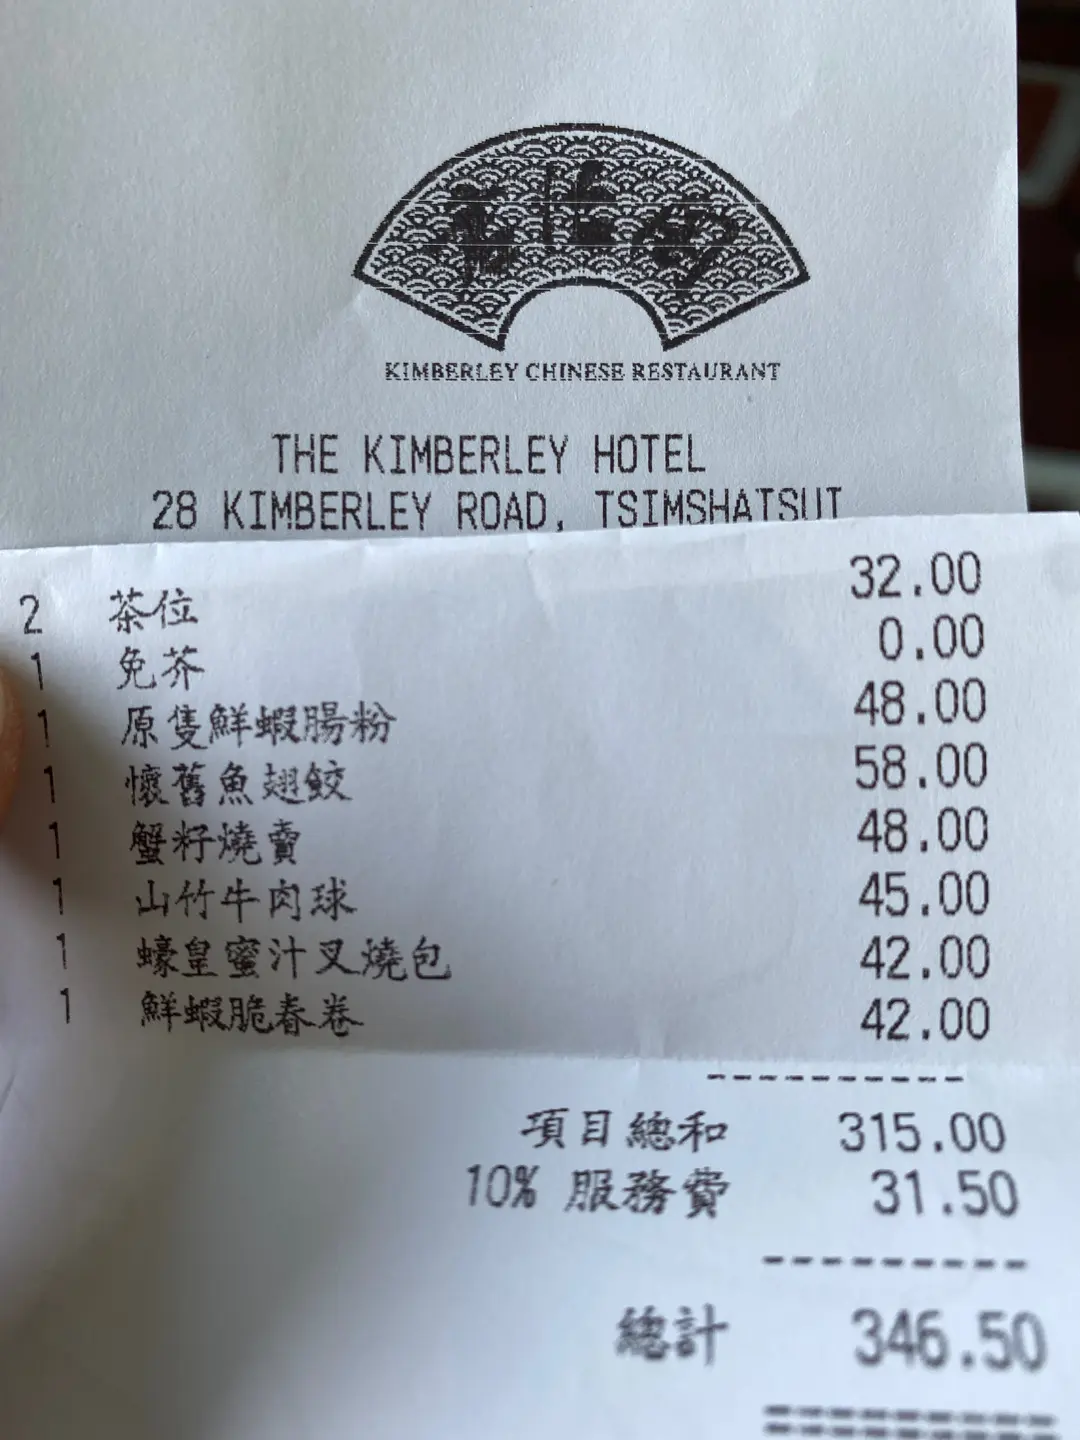 KIMBERLEY CHINESE RESTAURANT
THE KIMBERLEY HOTEL
28 KIMBERLEY ROAD, TSIMSHATSUI
2 茶位 32.00
1 免芥 0.00
1 原隻鮮蝦腸粉 48.00
1 懷舊魚翅餃 58.00
1 蟹籽燒賣 48.00
1 山竹牛肉球 45.00
1 蠔皇蜜汁叉燒包 42.00
1 鮮蝦脆春卷 42.00
項目總和 315.00
10% 服務費 31.50
總計 346.50